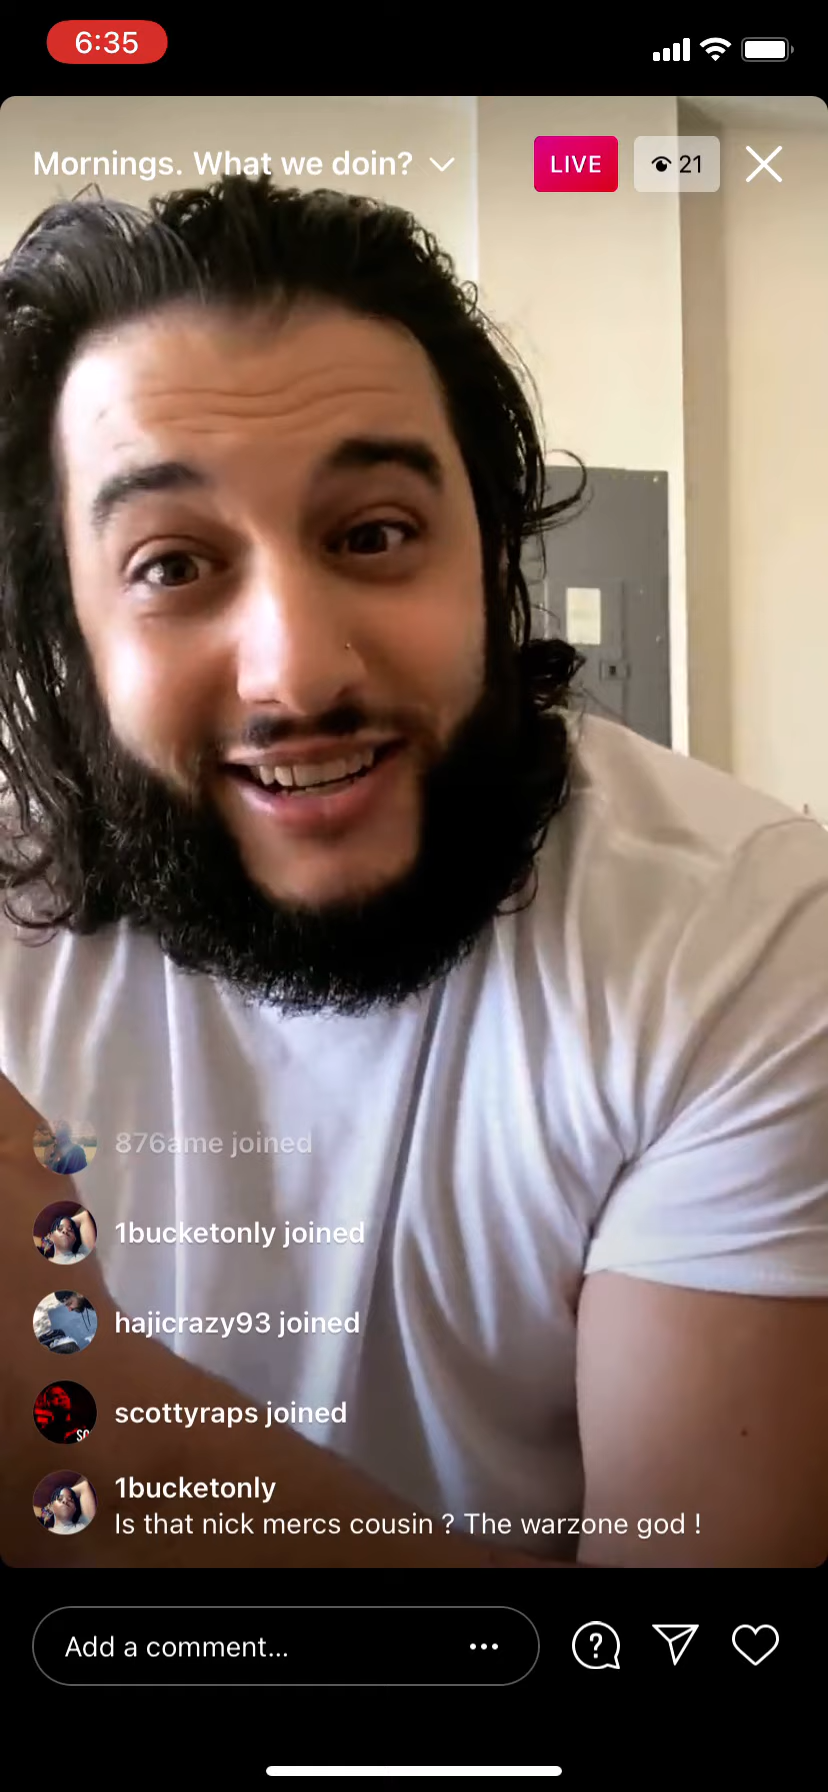 6:35
Mornings. What we doin?
LIVE
21
876ame joined
1bucketonly joined
hajicrazy93 joined
scottyraps joined
1bucketonly
Is that nick mercs cousin ? The warzone god !
Add a comment...